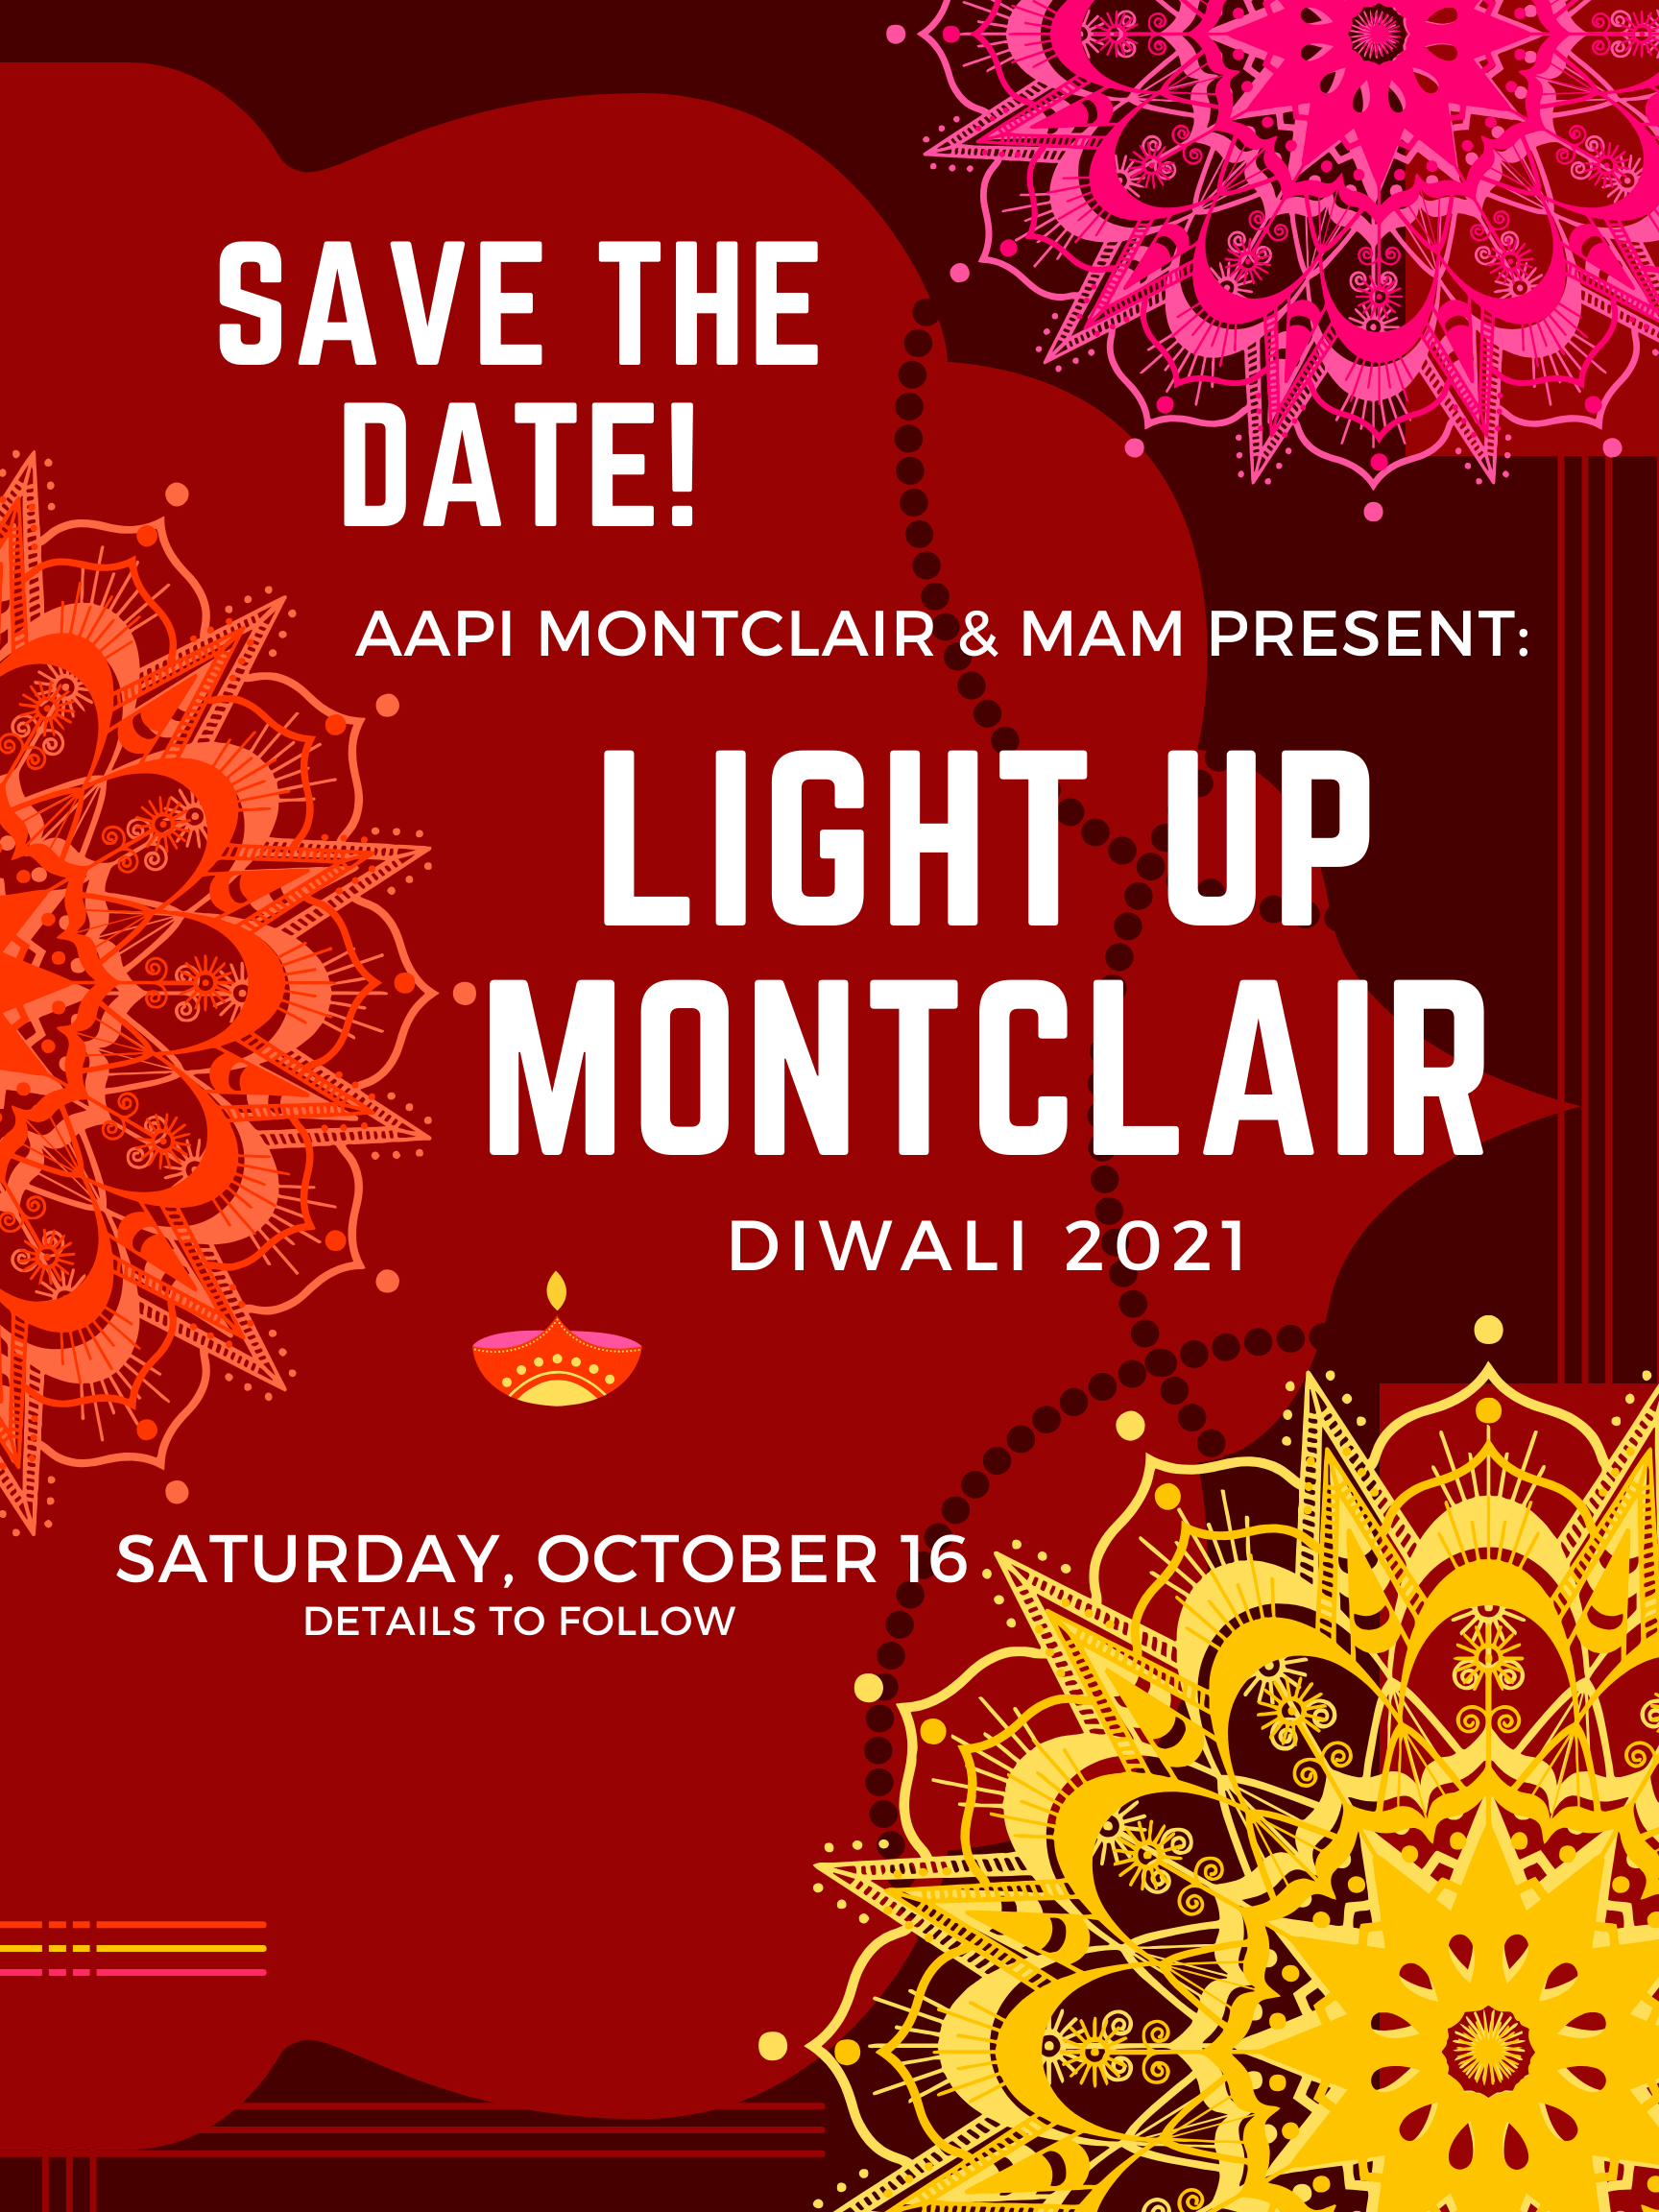 SAVE THE
DATE!
AAPI MONTCLAIR & MAM PRESENT:
LIGHT UP
MONTCLAIR
DIWALI 2021
SATURDAY, OCTOBER 16
DETAILS TO FOLLOW